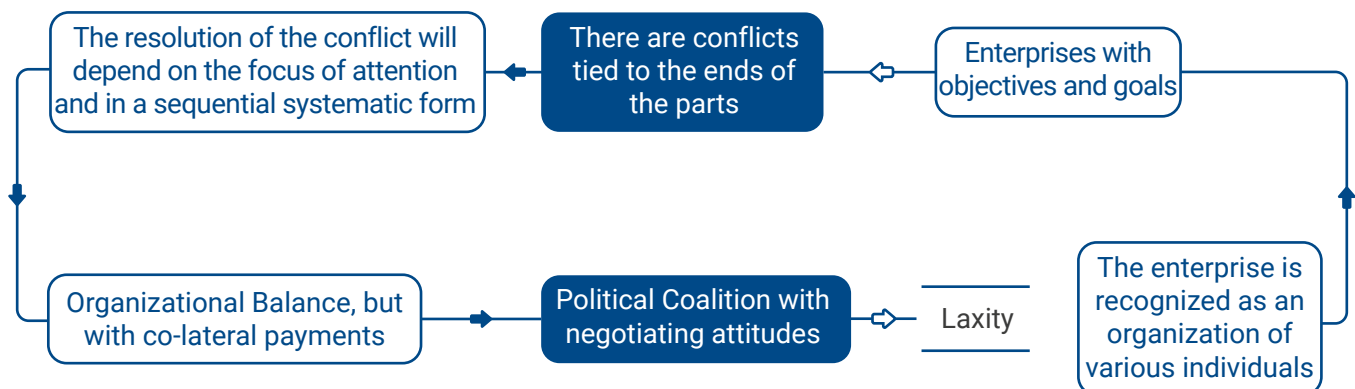 The resolution of the conflict will
depend on the focus of attention
and in a sequential systematic form
There are conflicts
tied to the ends of
the parts
Enterprises with
objectives and goals
Organizational Balance, but
with co-lateral payments
Political Coalition with
negotiating attitudes
Laxity
The enterprise is
recognized as an
organization of
various individuals